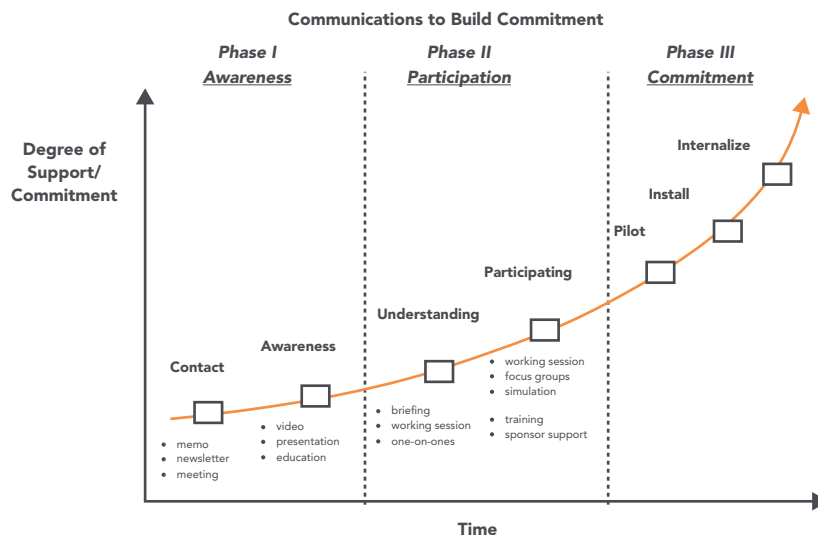 Communications to Build Commitment
Phase I
Awareness
Phase II
Participation
Phase III
Commitment
Degree of
Support/
Commitment
Internalize
Install
Pilot
Participating
Understanding
Awareness
Contact
• working session
• focus groups
• simulation
• training
• sponsor support
• briefing
• working session
• one-on-ones
• video
• presentation
• education
• memo
• newsletter
• meeting
Time